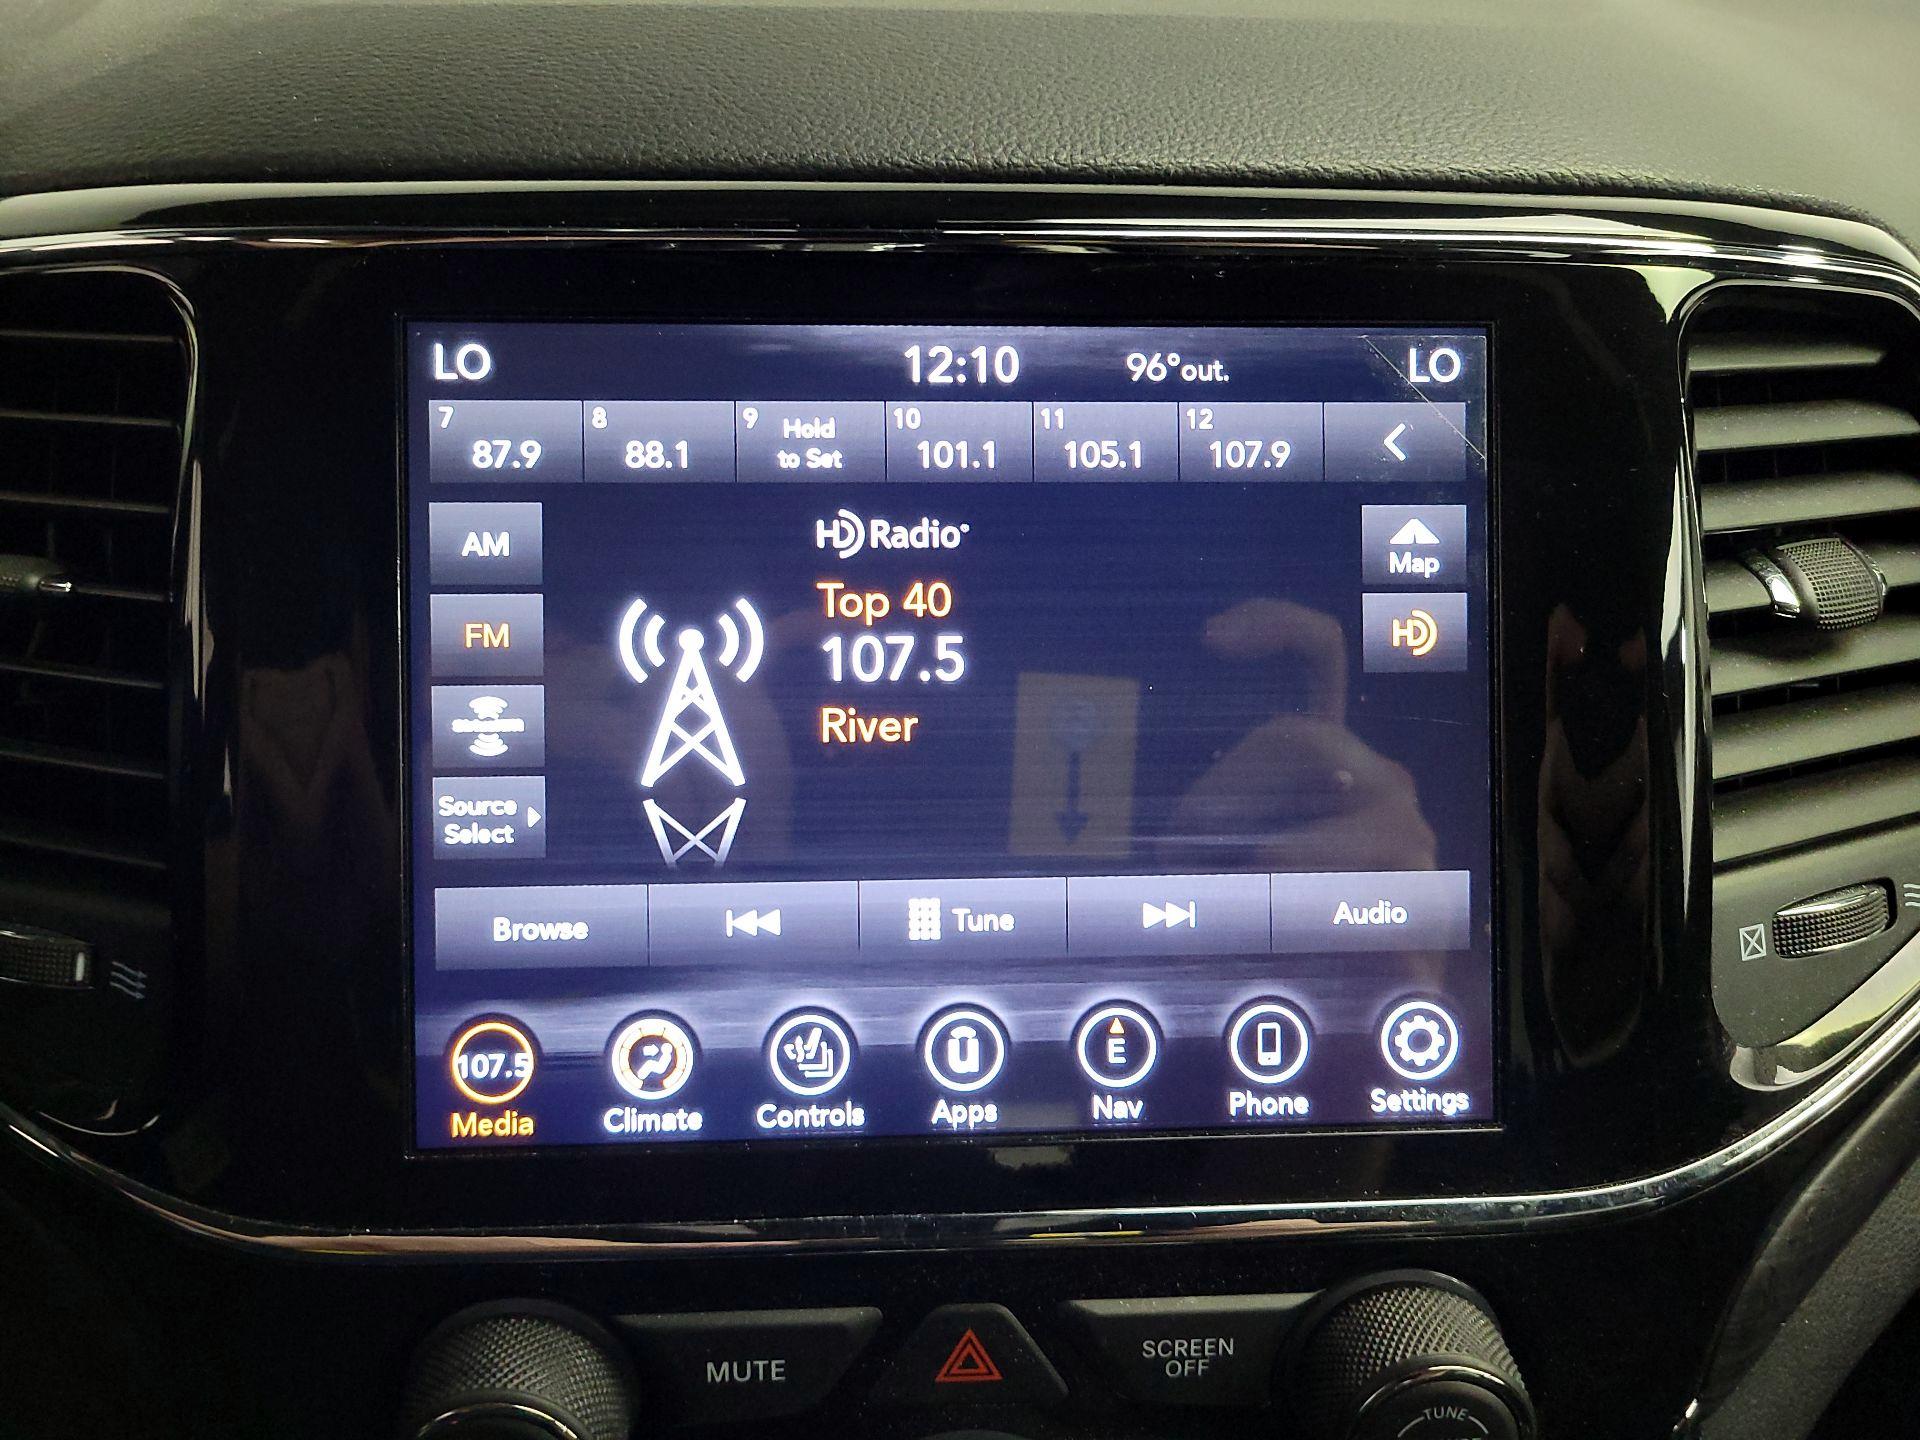 LO 12:10 96°out. LO
7 87.9
8 88.1
9 Hold
to Set
10 101.1
11 105.1
12 107.9
AM
HD Radio
Map
Top 40
FM
107.5
HD
River
Source
Select
Browse
Tune
Audio
107.5
E
Media
Climate
Controls
Apps
Nav
Phone
Settings
MUTE
SCREEN
OFF
TUNE